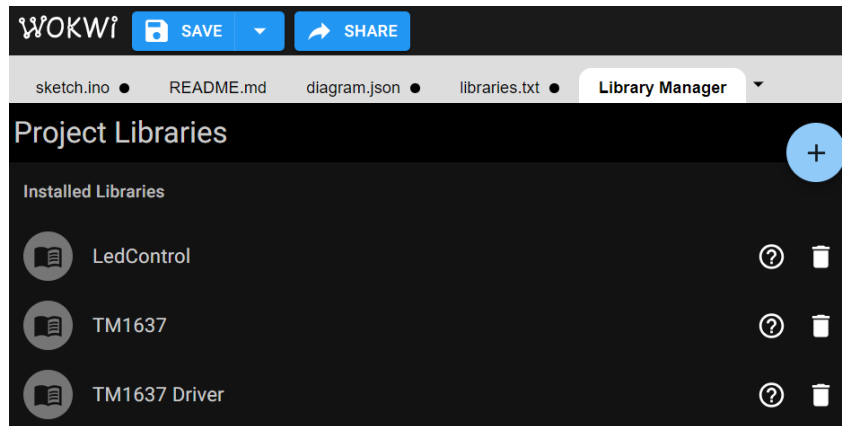 WOKWI SAVE SHARE
sketch.ino ● README.md diagram.json ● libraries.txt ● Library Manager
Project Libraries
+
Installed Libraries
LedControl
TM1637
TM1637 Driver